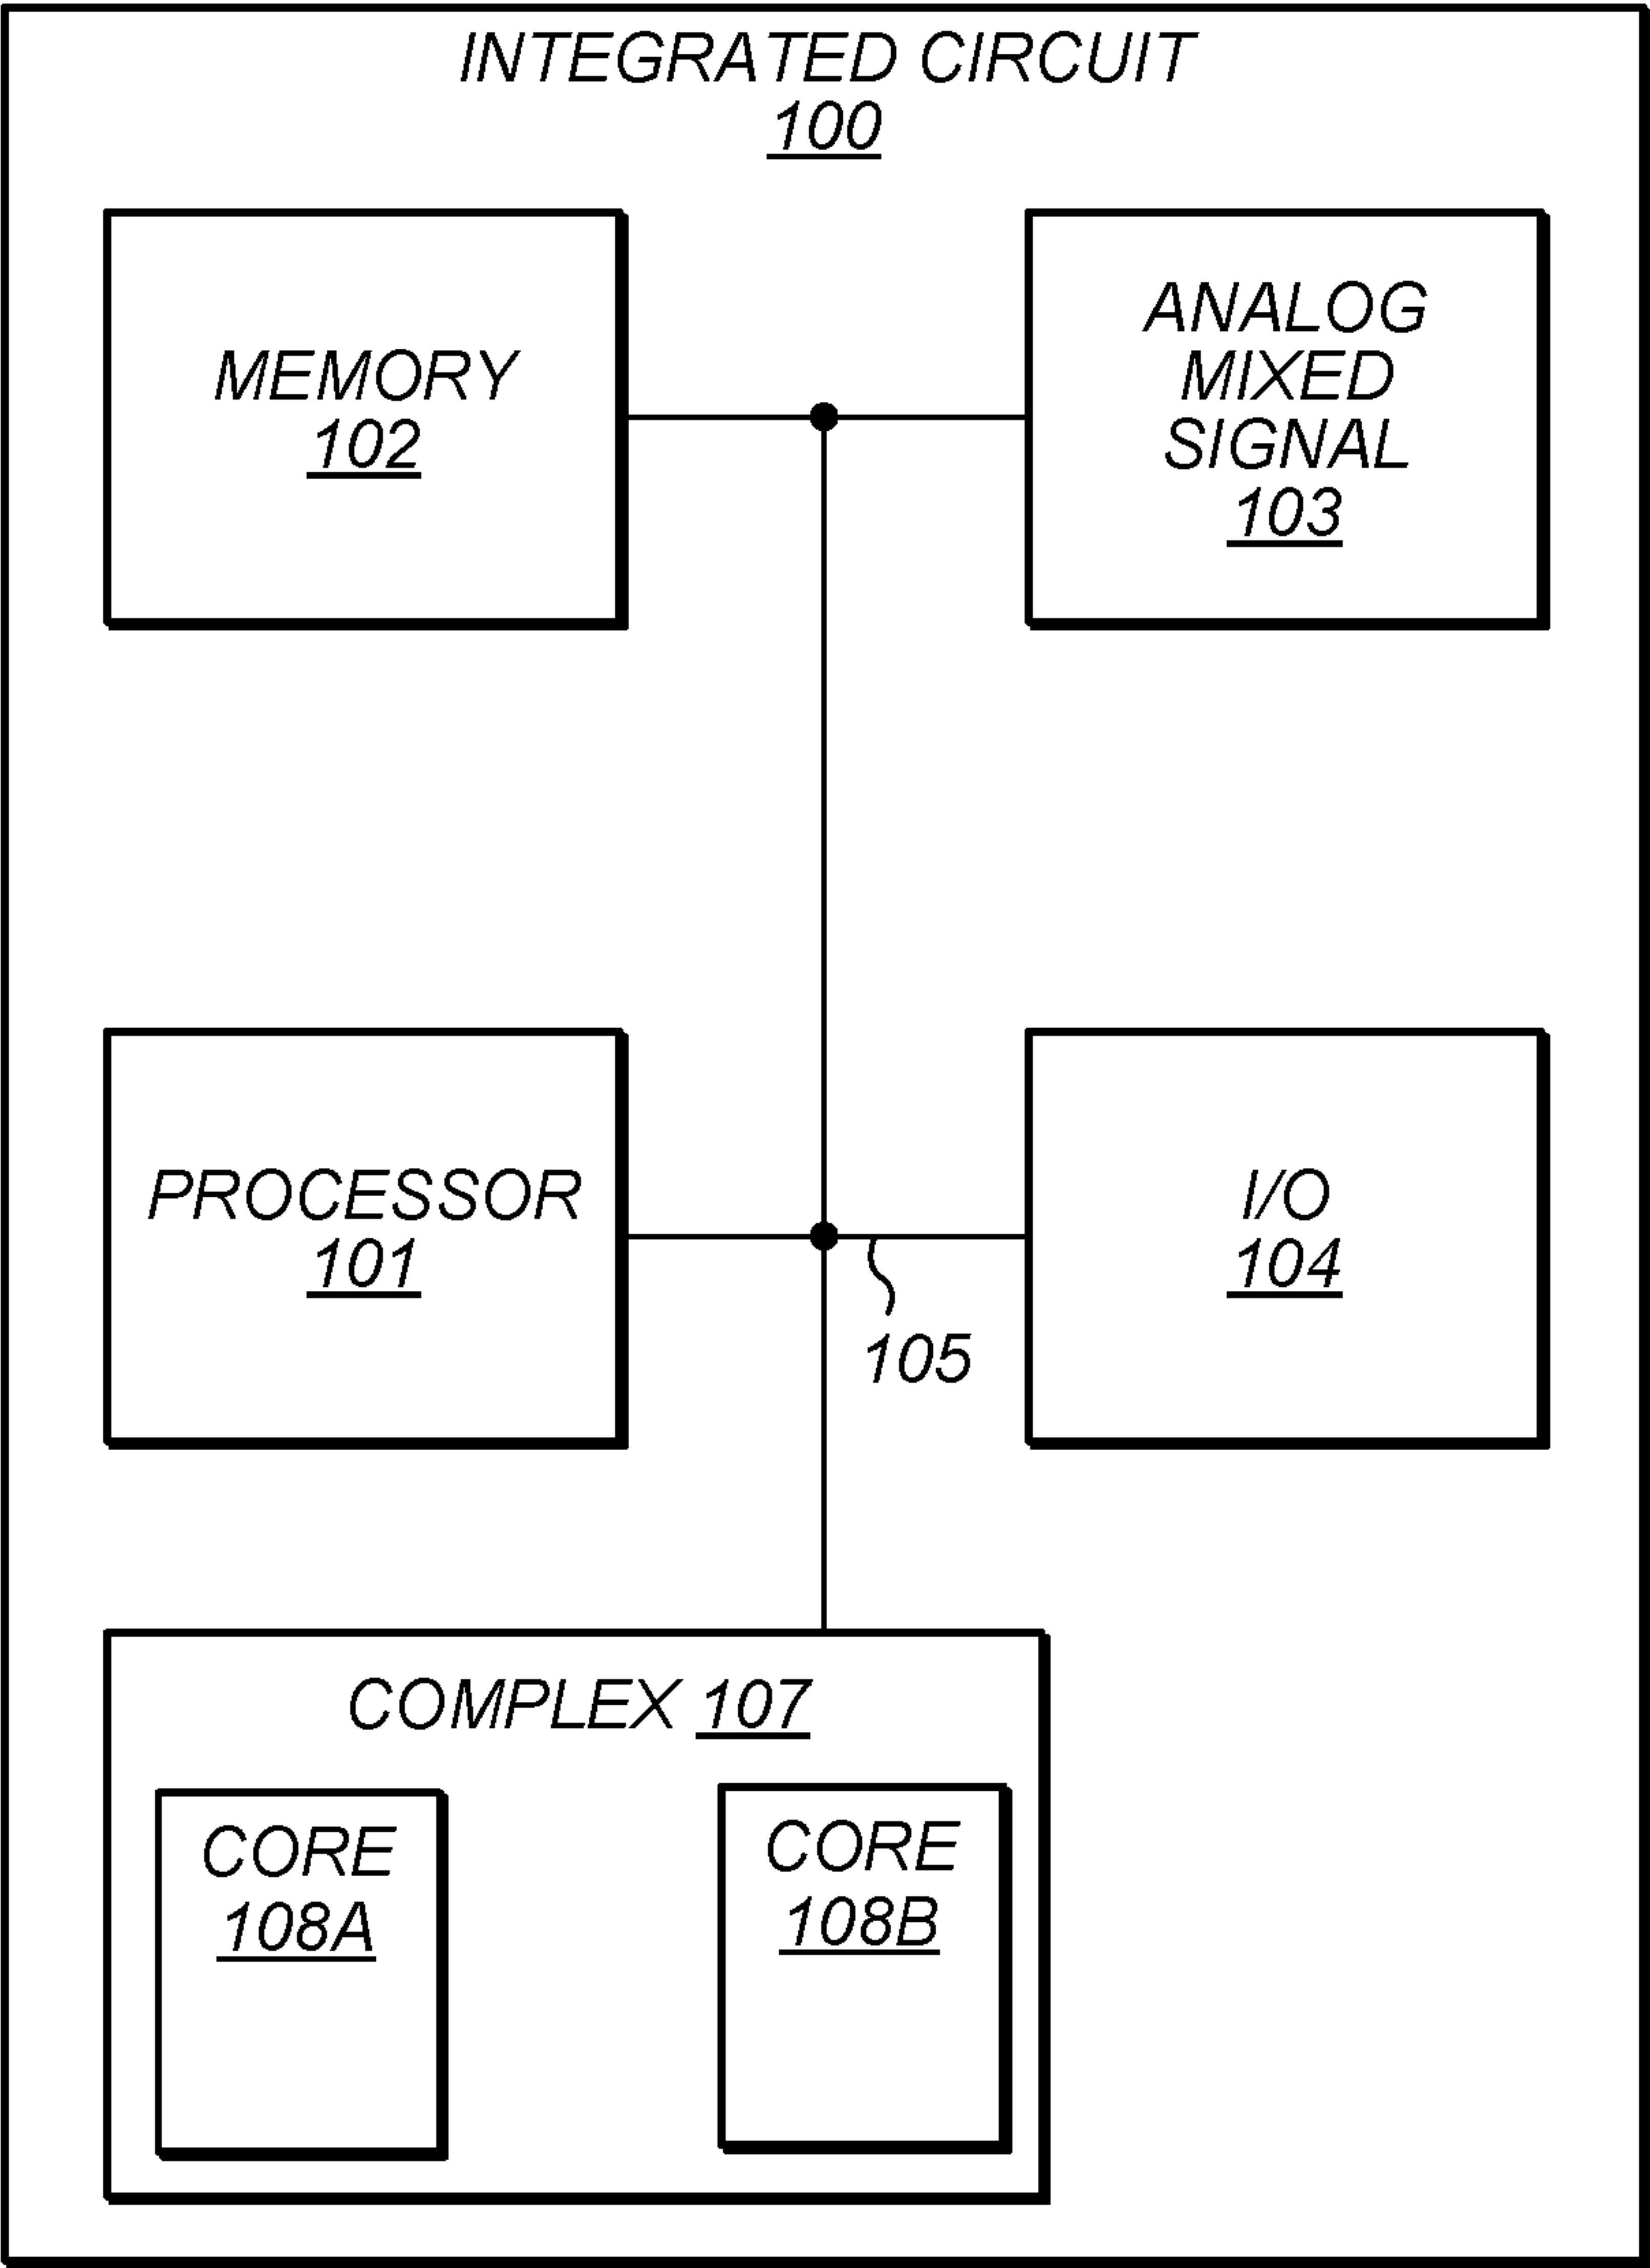 INTEGRATED CIRCUIT
100
MEMORY
102
ANALOG
MIXED
SIGNAL
103
PROCESSOR
101
I/O
104
105
COMPLEX 107
CORE
108A
CORE
108B